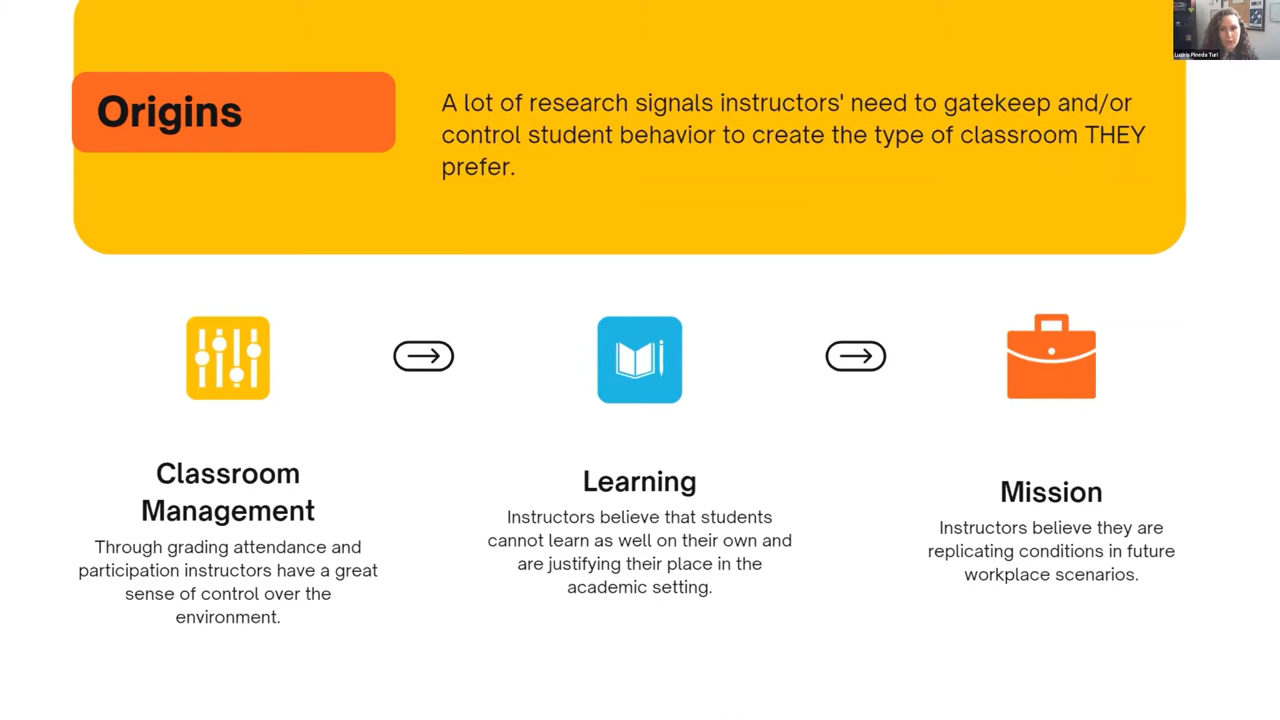 Luziris Pineda Turi
Origins
A lot of research signals instructors' need to gatekeep and/or
control student behavior to create the type of classroom THEY
prefer.
Classroom
Management
Through grading attendance and
participation instructors have a great
sense of control over the
environment.
Learning
Instructors believe that students
cannot learn as well on their own and
are justifying their place in the
academic setting.
Mission
Instructors believe they are
replicating conditions in future
workplace scenarios.